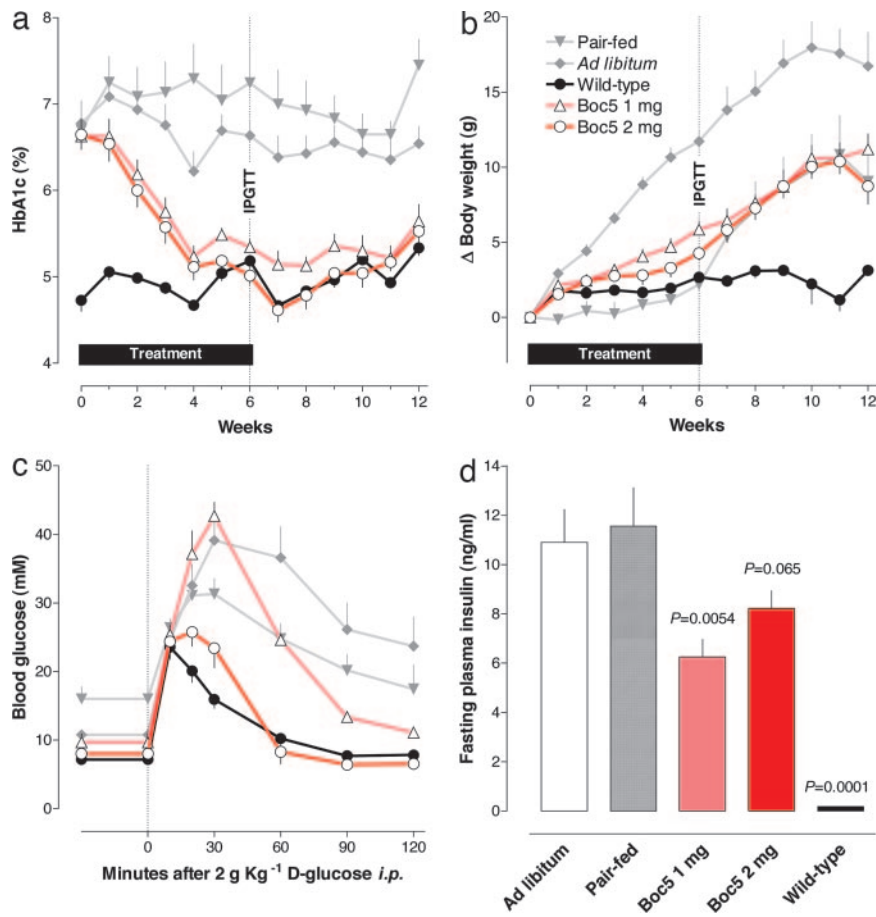 a
8
7
6
5
4
HbA1c (%)
IPGTT
Treatment
0 2 4 6 8 10 12
Weeks
b
20
15
10
5
0
Δ Body weight (g)
Pair-fed
Ad libitum
Wild-type
Boc5 1 mg
Boc5 2 mg
IPGTT
Treatment
0 2 4 6 8 10 12
Weeks
c
50
40
30
20
10
0
Blood glucose (mM)
0 30 60 90 120
Minutes after 2 g Kg⁻¹ D-glucose i.p.
d
14
12
10
8
6
4
2
0
Fasting plasma insulin (ng/ml)
P=0.0054
P=0.065
P=0.0001
Ad libitum
Pair-fed
Boc5 1 mg
Boc5 2 mg
Wild-type